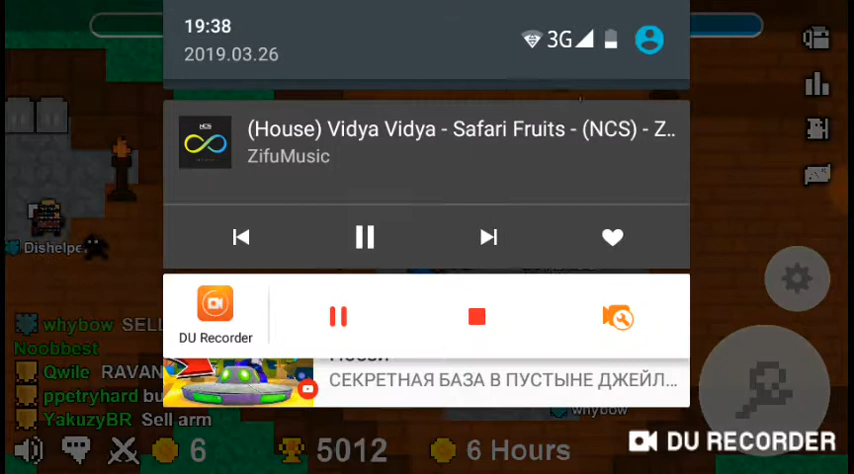 19:38
3G
2019.03.26
NCS
(House) Vidya Vidya - Safari Fruits - (NCS) - Z..
ZifuMusic
Dishelpe
DU Recorder
СЕКРЕТНАЯ БАЗА В ПУСТЫНЕ ДЖЕЙЛ...
whybow SELL
Noobbest
Qwile RAVAN
ppetryhard bu
YakuzyBR Sell arm
whybow
6
5012
6 Hours
DU RECORDER